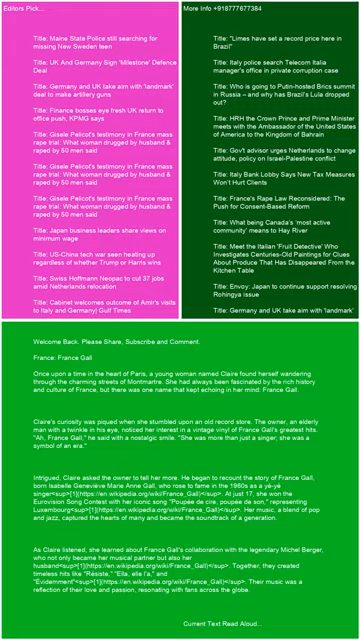 Editors Pick...
Title: Maine State Police still searching for
missing New Sweden teen
Title: UK And Germany Sign 'Milestone' Defence
Deal
Title: Germany and UK take aim with 'landmark'
deal to make artillery guns
Title: Finance bosses eye fresh UK return to
office push, KPMG says
Title: Gisele Pelicot's testimony in France mass
rape trial: What woman drugged by husband &
raped by 50 men said
Title: Gisele Pelicot's testimony in France mass
rape trial: What woman drugged by husband &
raped by 50 men said
Title: Gisele Pelicot's testimony in France mass
rape trial: What woman drugged by husband &
raped by 50 men said
Title: Japan business leaders share views on
minimum wage
Title: US-China tech war seen heating up
regardless of whether Trump or Harris wins
Title: Swiss Hoffmann Neopac to cut 37 jobs
amid Netherlands relocation
Title: Cabinet welcomes outcome of Amir's visits
to Italy and Germany| Gulf Times
More Info +918777677384
Title: "Limes have set a record price here in
Brazil"
Title: Italy police search Telecom Italia
manager's office in private corruption case
Title: Who is going to Putin-hosted Brics summit
in Russia – and why has Brazil's Lula dropped
out?
Title: HRH the Crown Prince and Prime Minister
meets with the Ambassador of the United States
of America to the Kingdom of Bahrain
Title: Gov't advisor urges Netherlands to change
attitude, policy on Israel-Palestine conflict
Title: Italy Bank Lobby Says New Tax Measures
Won't Hurt Clients
Title: France's Rape Law Reconsidered: The
Push for Consent-Based Reform
Title: What being Canada's 'most active
community' means to Hay River
Title: Meet the Italian 'Fruit Detective' Who
Investigates Centuries-Old Paintings for Clues
About Produce That Has Disappeared From the
Kitchen Table
Title: Envoy: Japan to continue support resolving
Rohingya issue
Title: Germany and UK take aim with 'landmark'
Welcome Back. Please Share, Subscribe and Comment.
France: France Gall
Once upon a time in the heart of Paris, a young woman named Claire found herself wandering
through the charming streets of Montmartre. She had always been fascinated by the rich history
and culture of France, but there was one name that kept echoing in her mind: France Gall.
Claire's curiosity was piqued when she stumbled upon an old record store. The owner, an elderly
man with a twinkle in his eye, noticed her interest in a vintage vinyl of France Gall's greatest hits.
"Ah, France Gall," he said with a nostalgic smile. "She was more than just a singer; she was a
symbol of an era."
Intrigued, Claire asked the owner to tell her more. He began to recount the story of France Gall,
born Isabelle Geneviève Marie Anne Gall, who rose to fame in the 1960s as a yé-yé
singer<sup>[1](https://en.wikipedia.org/wiki/France_Gall)</sup>. At just 17, she won the
Eurovision Song Contest with her iconic song "Poupée de cire, poupée de son," representing
Luxembourg<sup>[1](https://en.wikipedia.org/wiki/France_Gall)</sup>. Her music, a blend of pop
and jazz, captured the hearts of many and became the soundtrack of a generation.
As Claire listened, she learned about France Gall's collaboration with the legendary Michel Berger,
who not only became her musical partner but also her
husband<sup>[1](https://en.wikipedia.org/wiki/France_Gall)</sup>. Together, they created
timeless hits like "Résiste," "Ella, elle l'a," and
"Évidemment"<sup>[1](https://en.wikipedia.org/wiki/France_Gall)</sup>. Their music was a
reflection of their love and passion, resonating with fans across the globe.
Current Text Read Aloud...